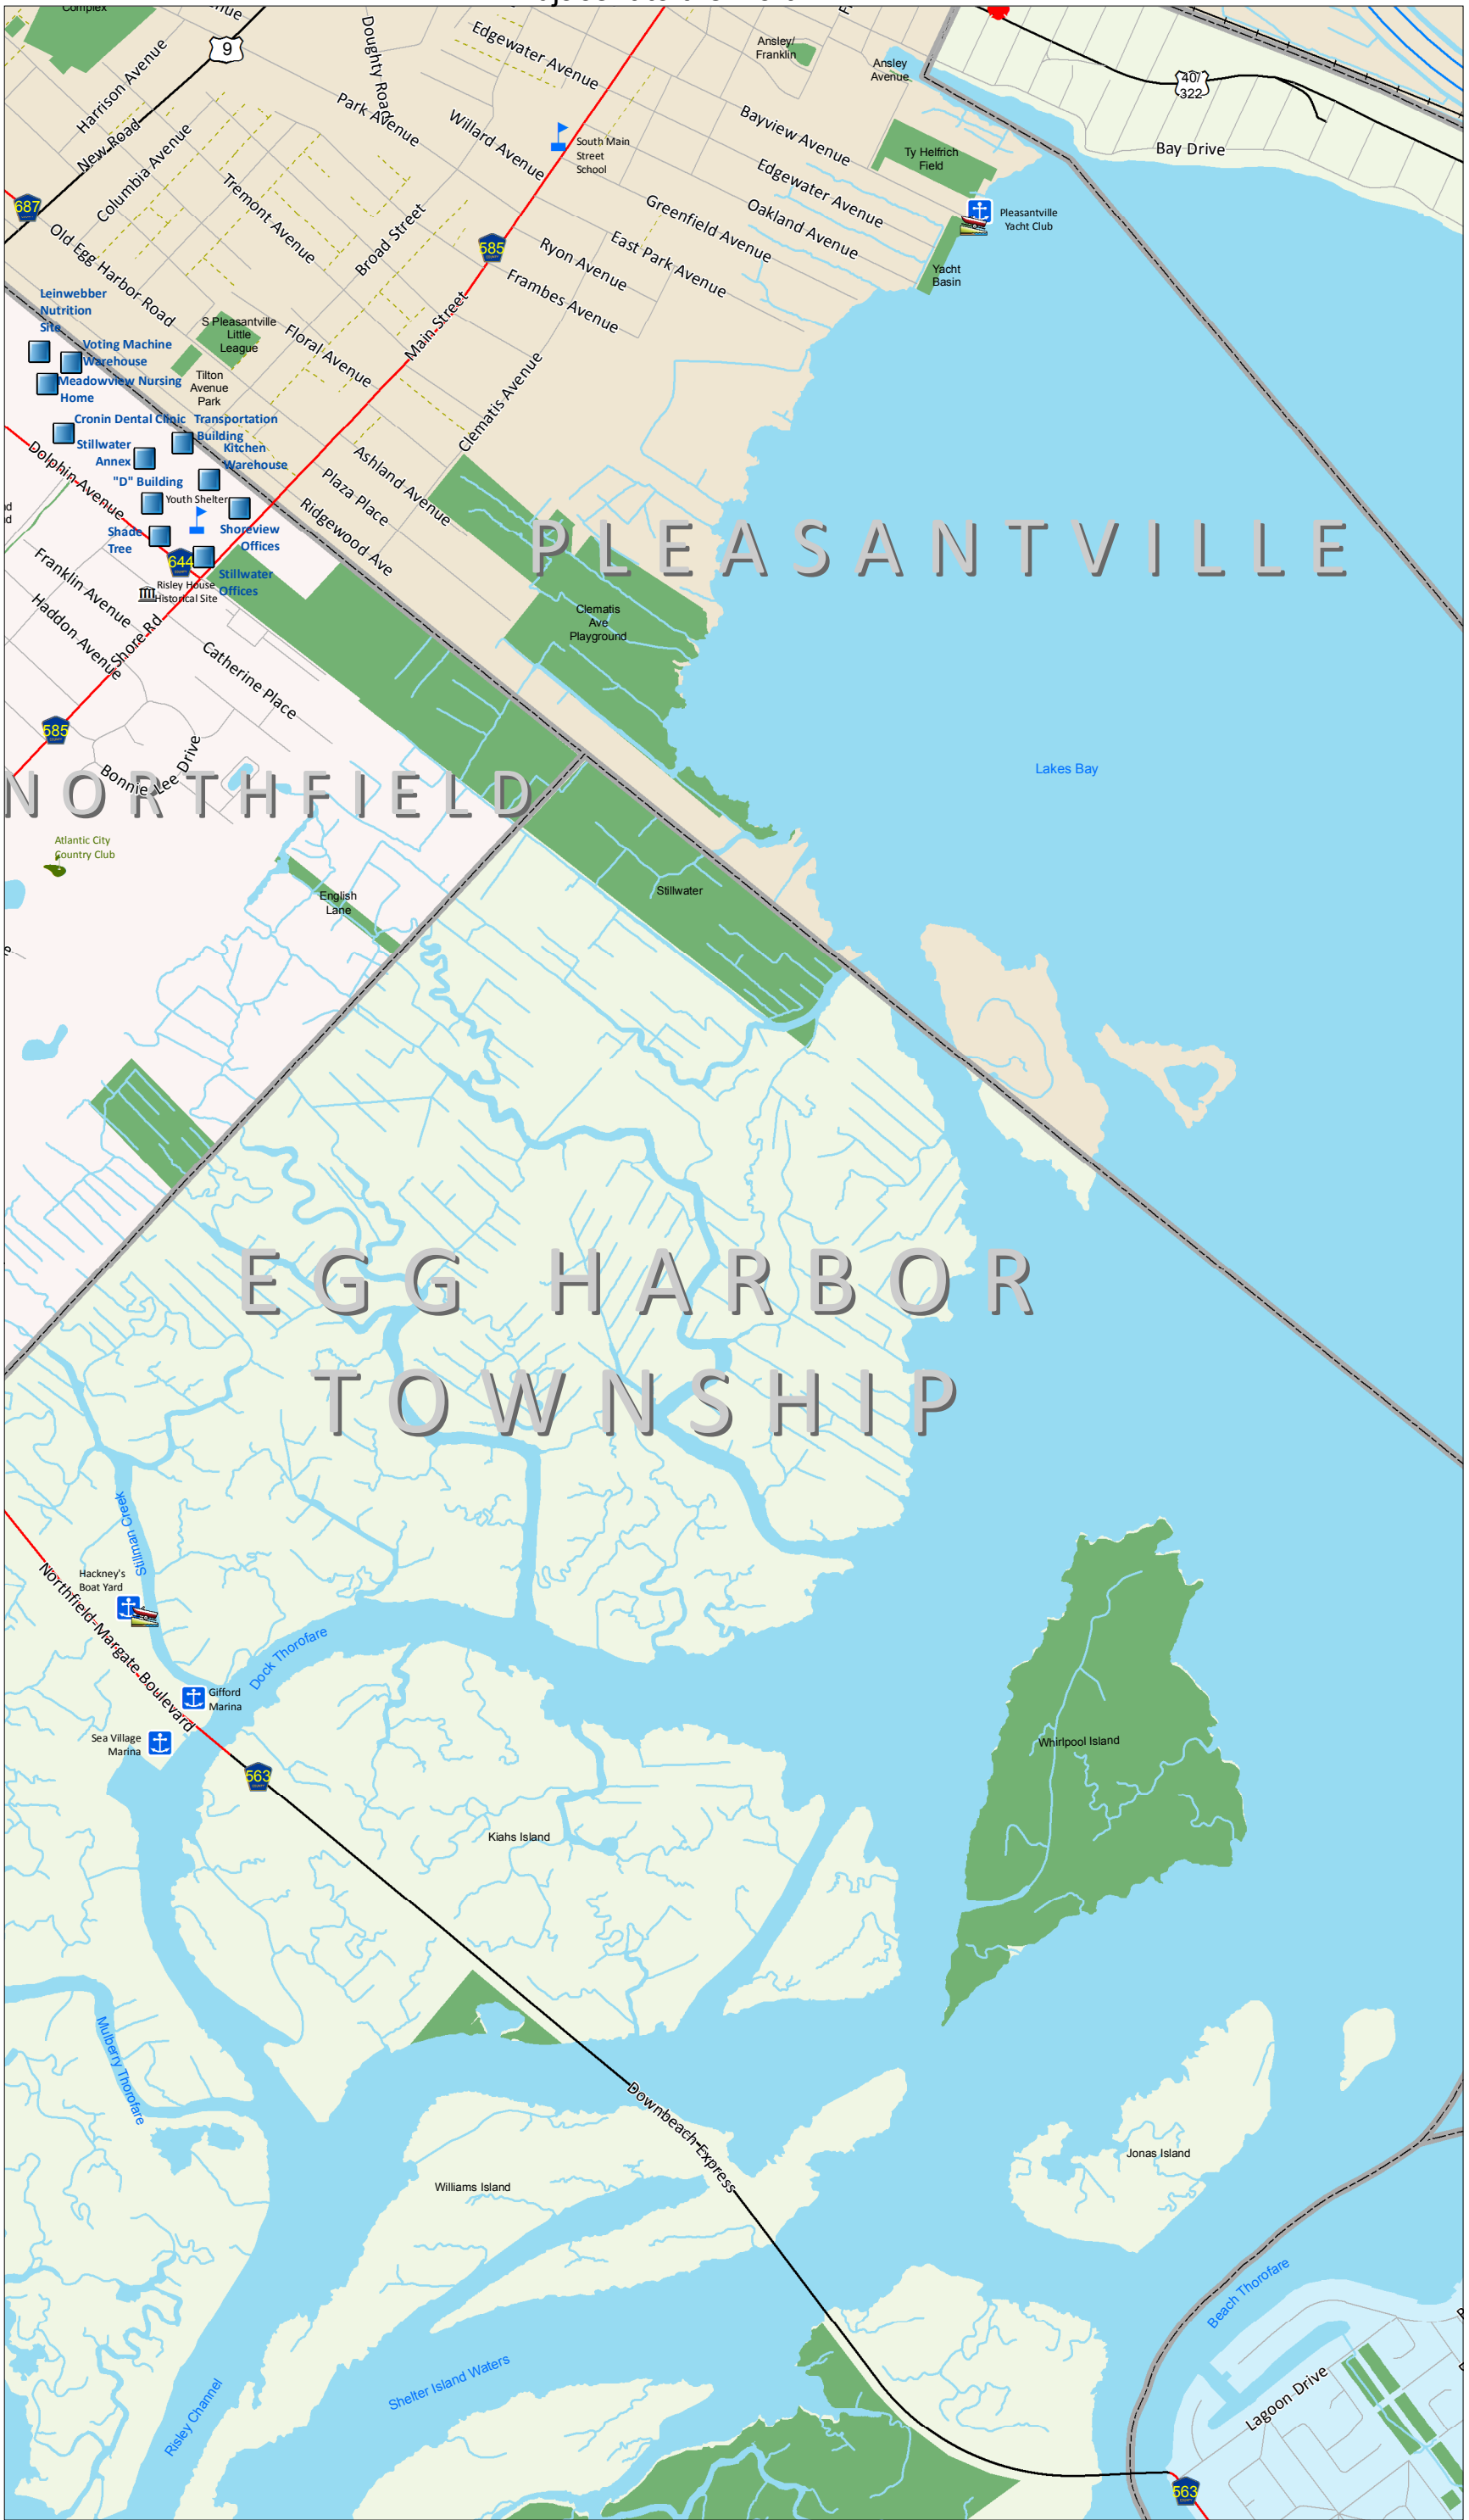 Complex
9
Harrison Avenue
New Road
Columbia Avenue
Doughty Road
Park Avenue
Edgewater Avenue
Willard Avenue
South Main
Street
School
Ansley/
Franklin
Ansley
Avenue
40/
322
Bay Drive
Bayview Avenue
Ty Helfrich
Field
Edgewater Avenue
Oakland Avenue
Greenfield Avenue
East Park Avenue
Pleasantville
Yacht Club
Yacht
Basin
687
Old Egg Harbor Road
Tremont Avenue
Broad Street
585
Ryon Avenue
Frambes Avenue
Main Street
Leinwebber
Nutrition
Site
Voting Machine
Warehouse
Meadowview Nursing
Home
S Pleasantville
Little
League
Floral Avenue
Tilton
Avenue
Park
Clematis Avenue
Cronin Dental Clinic
Transportation
Building
Stillwater
Annex
Kitchen
Warehouse
"D" Building
Youth Shelter
Dolphin Avenue
Ashland Avenue
Plaza Place
Ridgewood Ave
Shade
Tree
Shoreview
Offices
644
Stillwater
Offices
Risley House
Historical Site
PLEASANTVILLE
Franklin Avenue
Haddon Avenue
Shore Rd
Catherine Place
Clematis
Ave
Playground
585
Bonnie Lee Drive
NORTHFIELD
Lakes Bay
Atlantic City
Country Club
English
Lane
Stillwater
EGG HARBOR
TOWNSHIP
Stillman Creek
Hackney's
Boat Yard
Northfield-Margate Boulevard
Dock Thorofare
Gifford
Marina
Sea Village
Marina
563
Whirlpool Island
Kiahs Island
Mulberry Thorofare
Downbeach Express
Williams Island
Jonas Island
Beach Thorofare
Shelter Island Waters
Risley Channel
Lagoon Drive
563